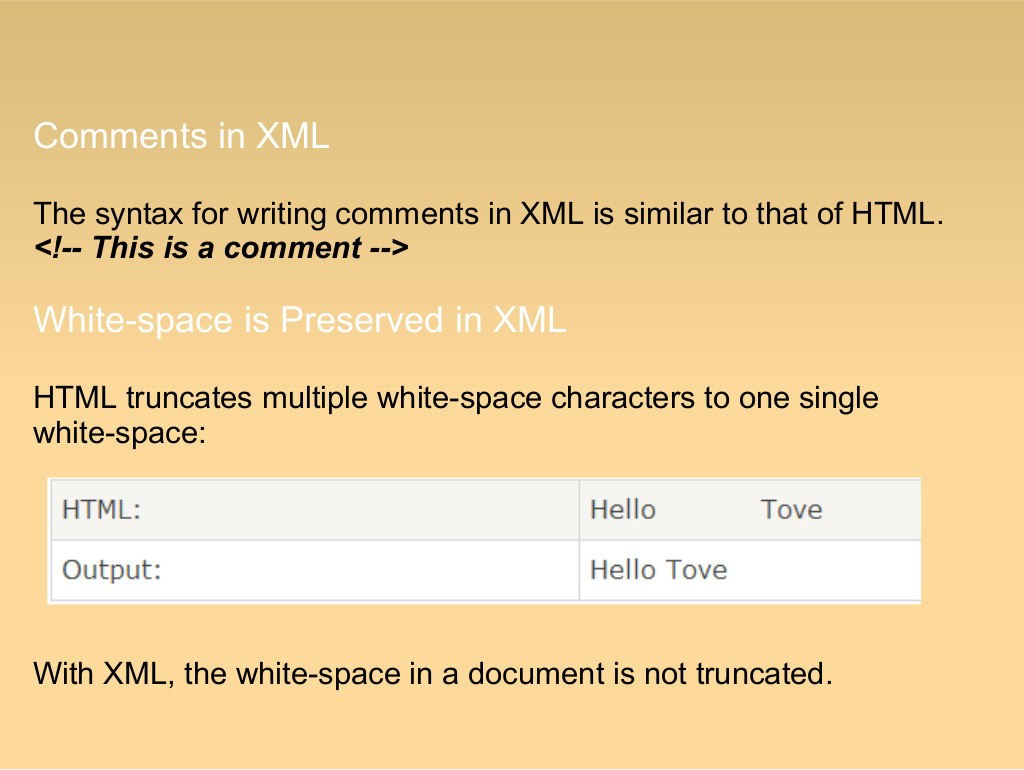 Comments in XML
The syntax for writing comments in XML is similar to that of HTML.
<!-- This is a comment -->
White-space is Preserved in XML
HTML truncates multiple white-space characters to one single
white-space:
HTML: Hello Tove
Output: Hello Tove
With XML, the white-space in a document is not truncated.